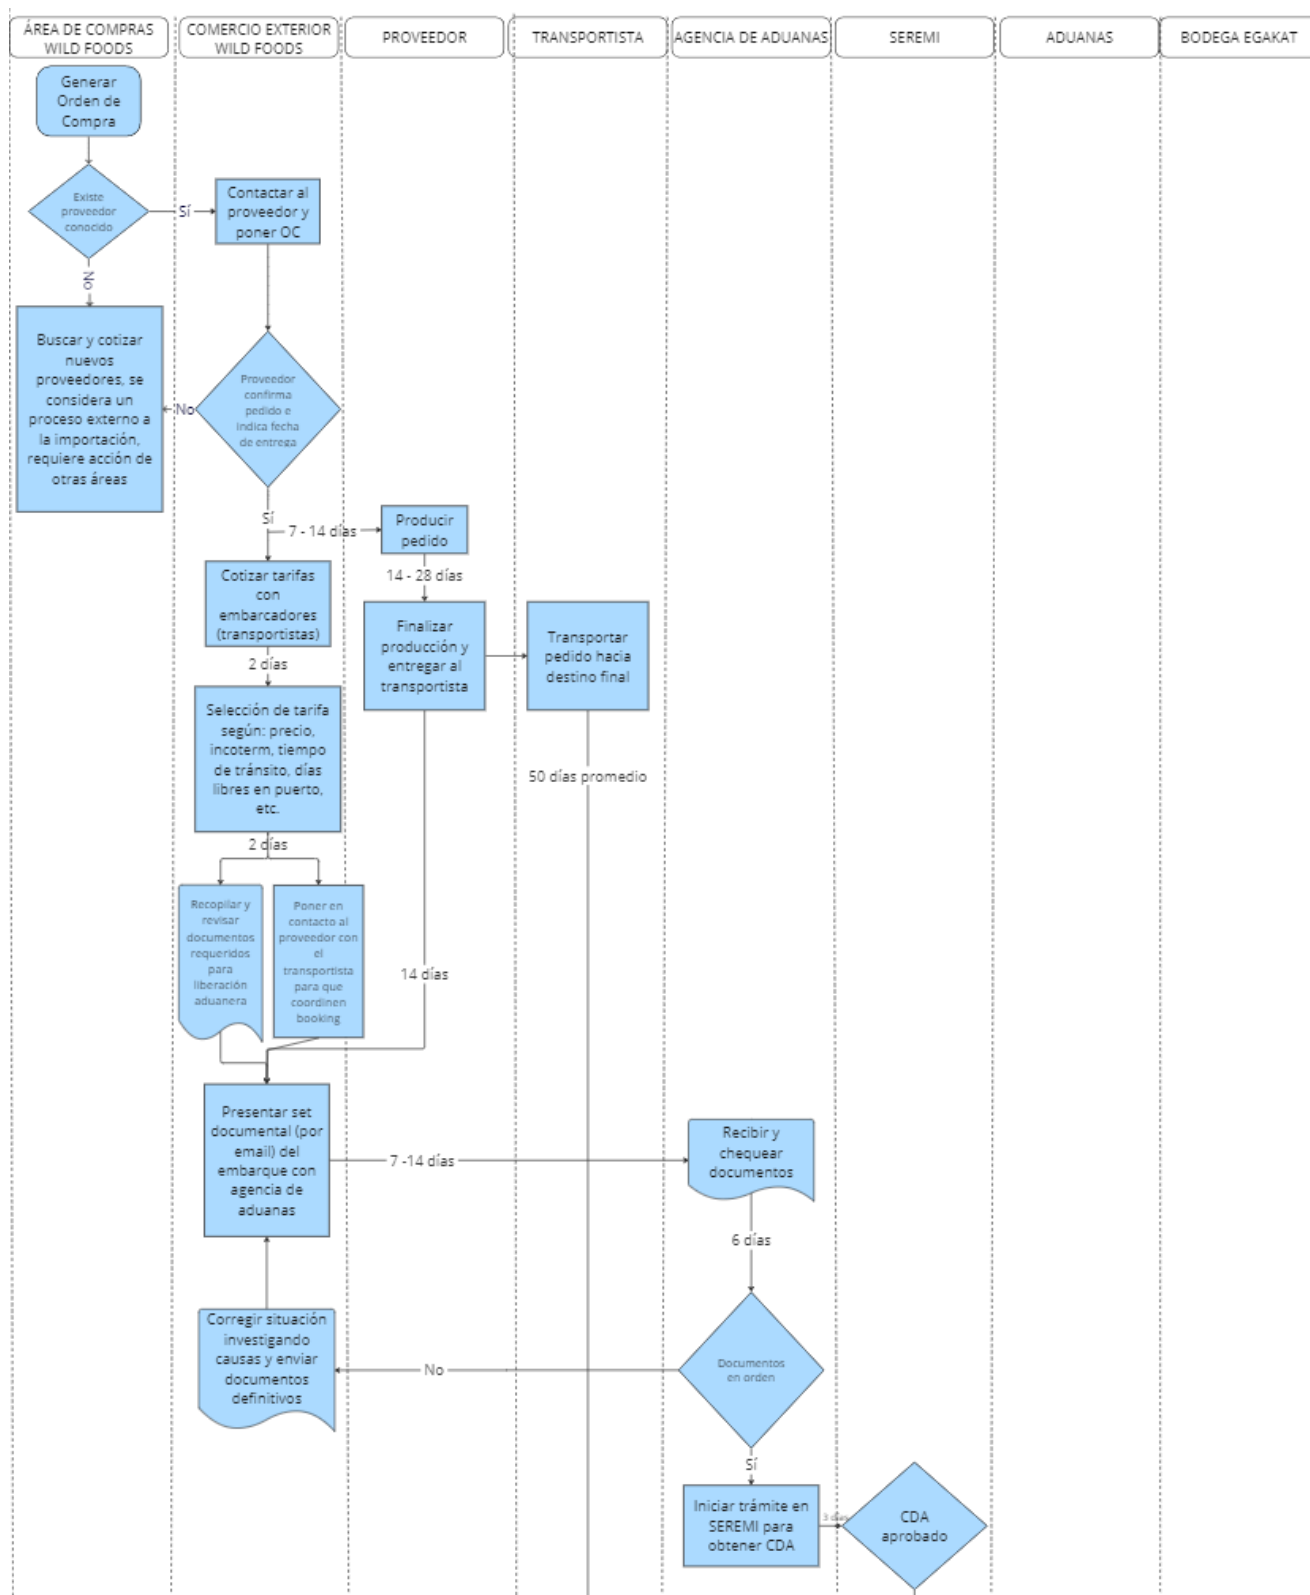 ÁREA DE COMPRAS
WILD FOODS
COMERCIO EXTERIOR
WILD FOODS
PROVEEDOR
TRANSPORTISTA
AGENCIA DE ADUANAS
SEREMI
ADUANAS
BODEGA EGAKAT
Generar
Orden de
Compra
Existe
proveedor
conocido
Sí
Contactar al
proveedor y
poner OC
No
Buscar y cotizar
nuevos
proveedores, se
considera un
proceso externo a
la importación,
requiere acción de
otras áreas
No
Proveedor
confirma
pedido e
indica fecha
de entrega
Sí
7 - 14 días
Producir
pedido
14 - 28 días
Cotizar tarifas
con
embarcadores
(transportistas)
Finalizar
producción y
entregar al
transportista
Transportar
pedido hacia
destino final
2 días
Selección de tarifa
según: precio,
incoterm, tiempo
de tránsito, días
libres en puerto,
etc.
50 días promedio
2 días
Recopilar y
revisar
documentos
requeridos
para
liberación
aduanera
Poner en
contacto al
proveedor con
el
transportista
para que
coordinen
booking
14 días
Presentar set
documental (por
email) del
embarque con
agencia de
aduanas
7 -14 días
Recibir y
chequear
documentos
6 días
Corregir situación
investigando
causas y enviar
documentos
definitivos
No
Documentos
en orden
Sí
Iniciar trámite en
SEREMI para
obtener CDA
3 días
CDA
aprobado